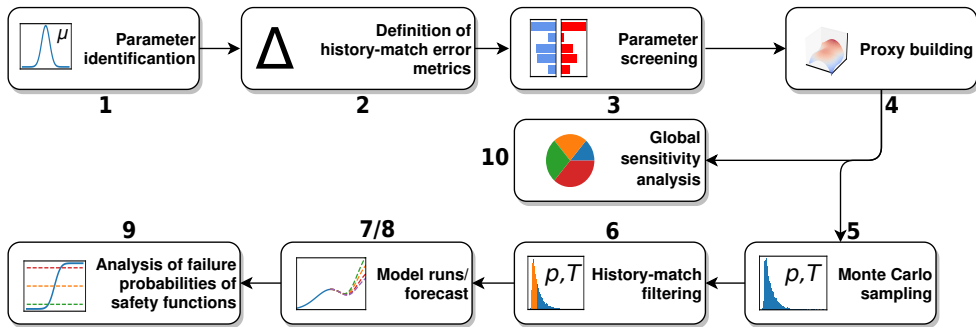 μ
Parameter
identificantion
1
Δ
Definition of
history-match error
metrics
2
Parameter
screening
3
Proxy building
4
10
Global
sensitivity
analysis
5
p,T
Monte Carlo
sampling
6
p,T
History-match
filtering
7/8
Model runs/
forecast
9
Analysis of failure
probabilities of
safety functions